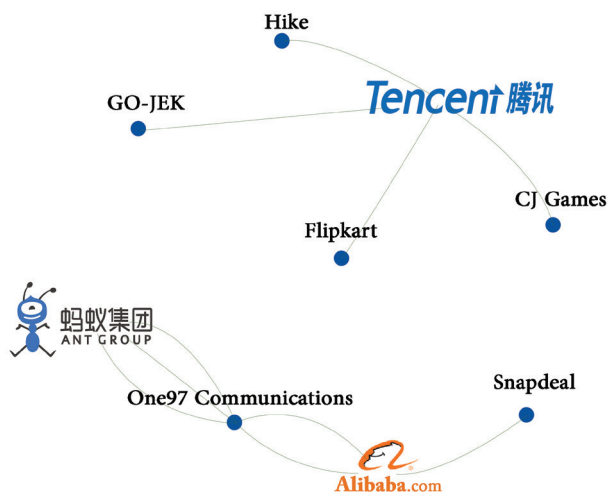 Hike
GO-JEK
Tencent 腾讯
CJ Games
Flipkart
蚂蚁集团
ANT GROUP
One97 Communications
Snapdeal
Alibaba.com